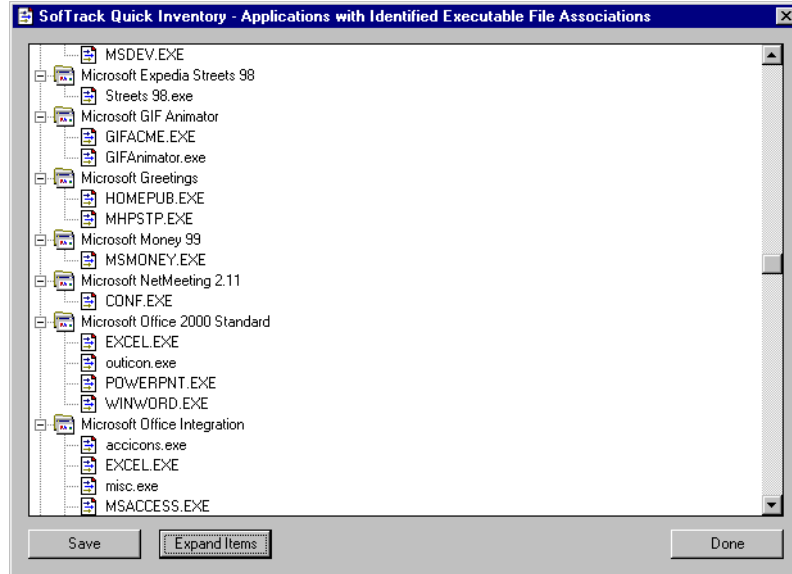 SofTrack Quick Inventory - Applications with Identified Executable File Associations
MSDEV.EXE
Microsoft Expedia Streets 98
Streets 98.exe
Microsoft GIF Animator
GIFACME.EXE
GIFAnimator.exe
Microsoft Greetings
HOMEPUB.EXE
MHPSTP.EXE
Microsoft Money 99
MSMONEY.EXE
Microsoft NetMeeting 2.11
CONF.EXE
Microsoft Office 2000 Standard
EXCEL.EXE
outicon.exe
POWERPNT.EXE
WINWORD.EXE
Microsoft Office Integration
accicons.exe
EXCEL.EXE
misc.exe
MSACCESS.EXE
Save Expand Items Done